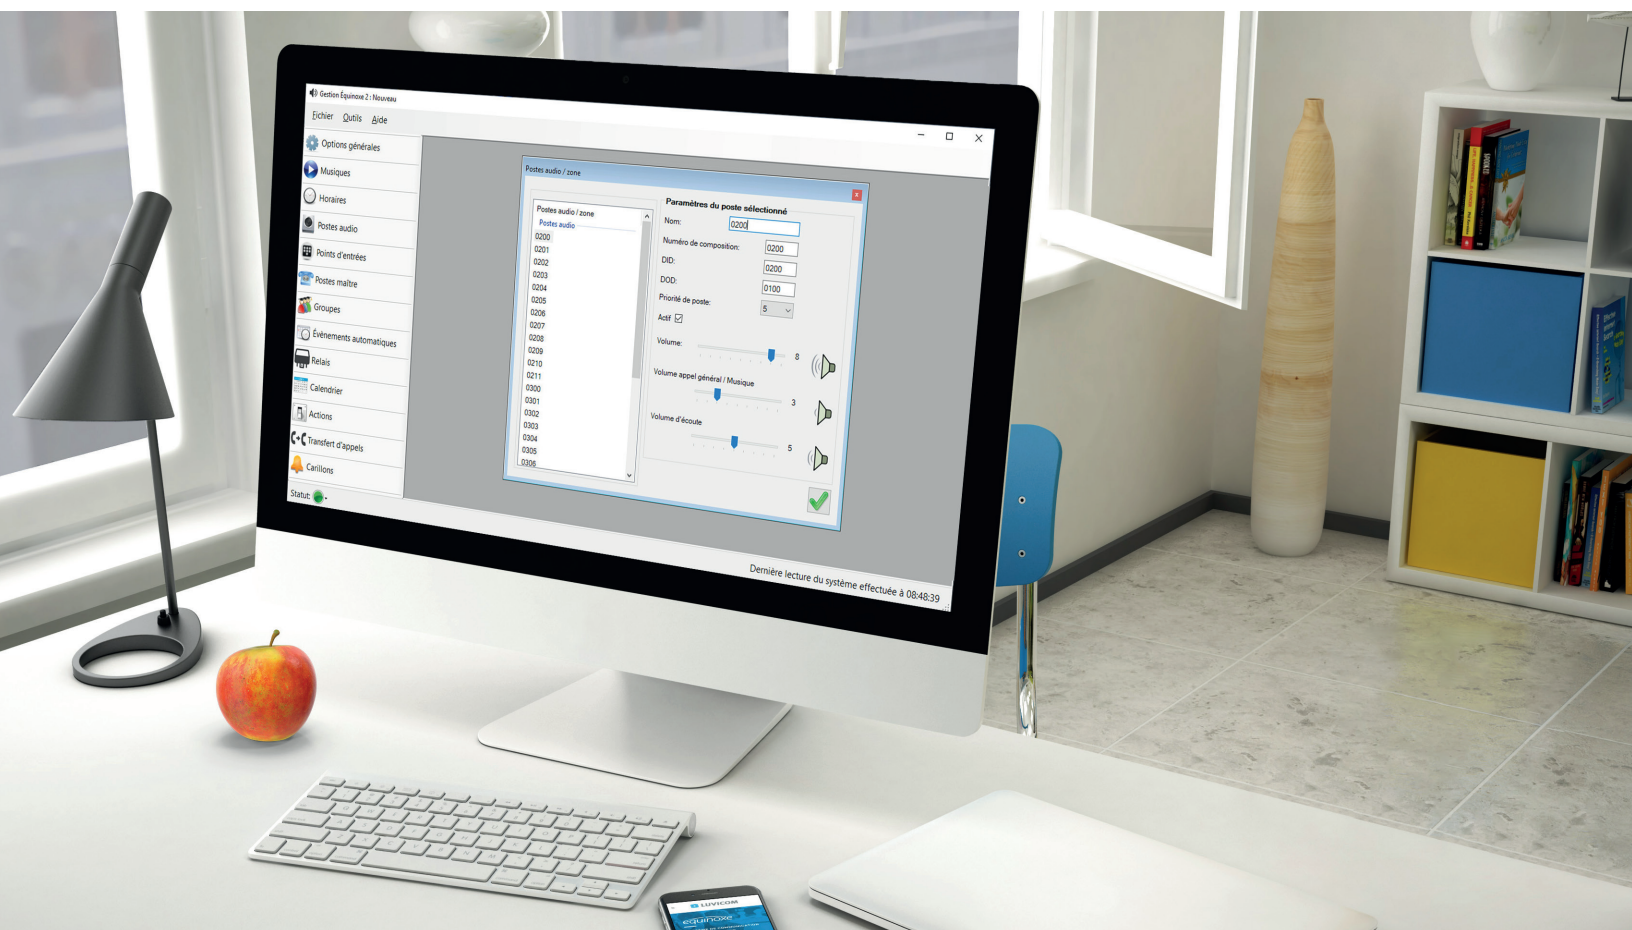 Gestion Équinoxe 2 : Nouveau
Fichier Outils Aide
Options générales
Musiques
Horaires
Postes audio
Points d'entrées
Postes maître
Groupes
Évènements automatiques
Relais
Calendrier
Actions
Transfert d'appels
Carillons
Statut:
Postes audio / zone
Postes audio / zone
Postes audio
0200
0201
0202
0203
0204
0205
0206
0207
0208
0209
0210
0211
0300
0301
0302
0303
0304
0305
0306
Paramètres du poste sélectionné
Nom: 0200
Numéro de composition: 0200
DID: 0200
DOD: 0100
Priorité de poste: 5
Actif
Volume: 8
Volume appel général / Musique
3
Volume d'écoute
5
Dernière lecture du système effectuée à 08:48:39
LUVICOM
equinoxe